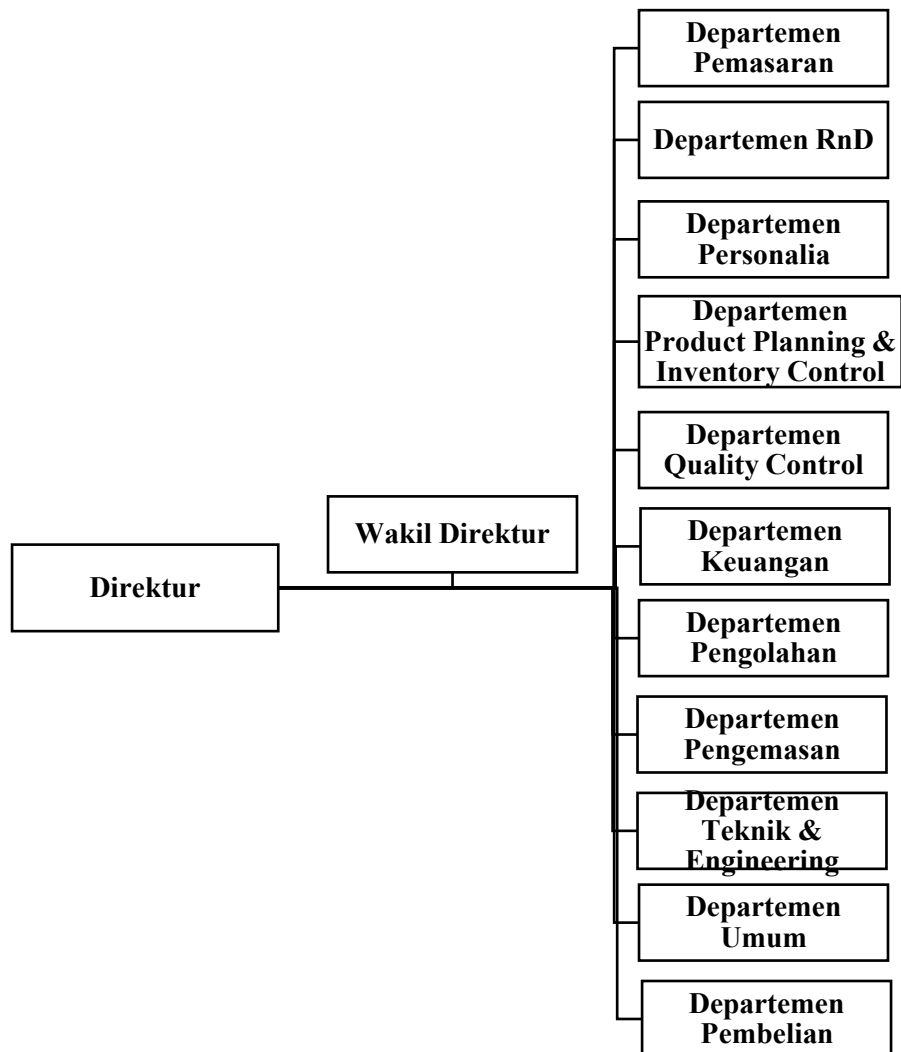 Departemen
Pemasaran
Departemen RnD
Departemen
Personalia
Departemen
Product Planning &
Inventory Control
Departemen
Quality Control
Wakil Direktur
Departemen
Keuangan
Direktur
Departemen
Pengolahan
Departemen
Pengemasan
Departemen
Teknik &
Engineering
Departemen
Umum
Departemen
Pembelian